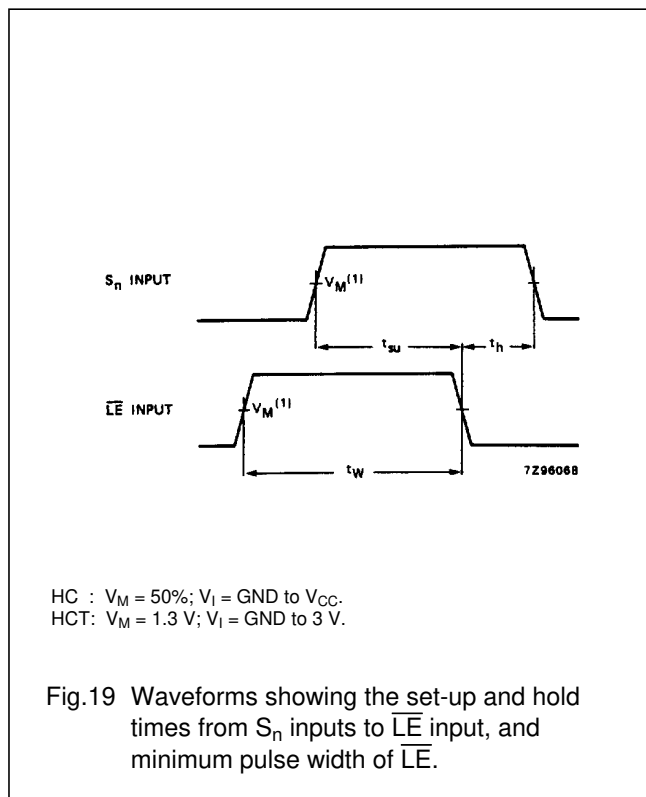 Sn INPUT
VM(1)
tsu
th
LE INPUT
VM(1)
tW
7Z96068
HC : VM = 50%; VI = GND to VCC.
HCT: VM = 1.3 V; VI = GND to 3 V.
Fig.19 Waveforms showing the set-up and hold
times from Sn inputs to LE input, and
minimum pulse width of LE.